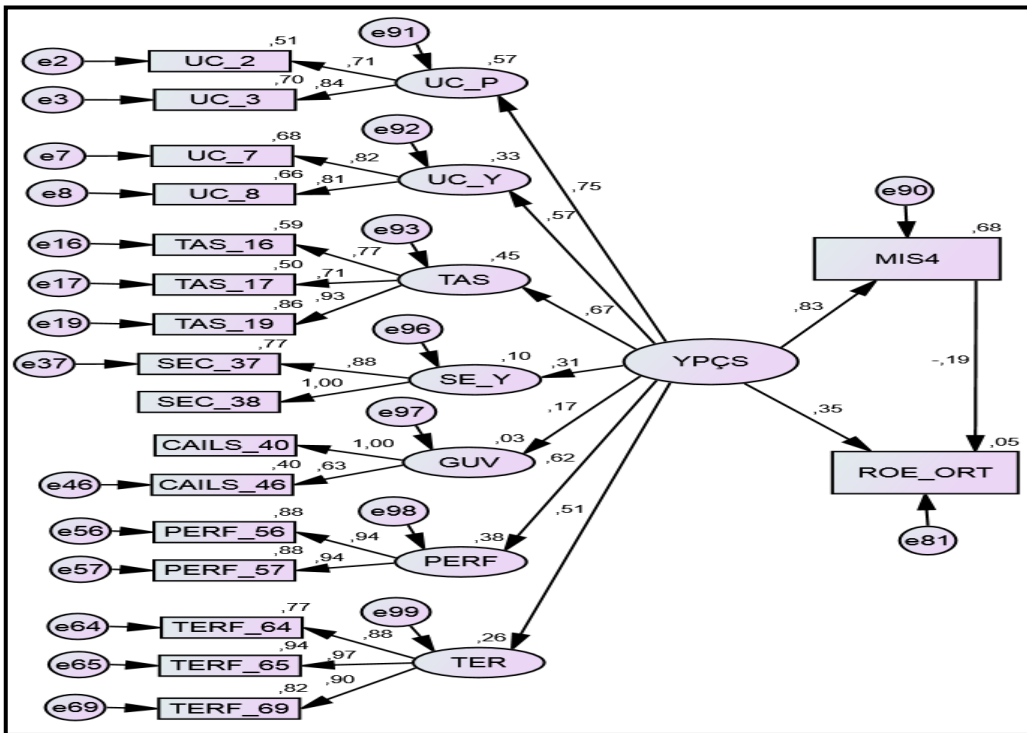 e91
,51
,57
e2
UC_2
,71
UC_P
,70
,84
e3
UC_3
e92
,68
,33
e7
UC_7
,82
UC_Y
,66
,81
e8
UC_8
,75
,57
e90
e93
,59
,68
e16
TAS_16
,77
,45
MIS4
,50
e17
TAS_17
,71
TAS
,86
,93
e19
TAS_19
,67
,83
e96
,77
e37
SEC_37
,88
,10
,31
YPÇS
-,19
SE_Y
SEC_38
1,00
e97
,17
,35
CAILS_40
1,00
,03
,05
,40
,63
GUV
,62
ROE_ORT
e46
CAILS_46
e98
,51
,88
e56
PERF_56
,94
,38
e81
,88
,94
PERF
e57
PERF_57
e99
,77
e64
TERF_64
,88
,26
,94
e65
TERF_65
,97
TER
,82
,90
e69
TERF_69